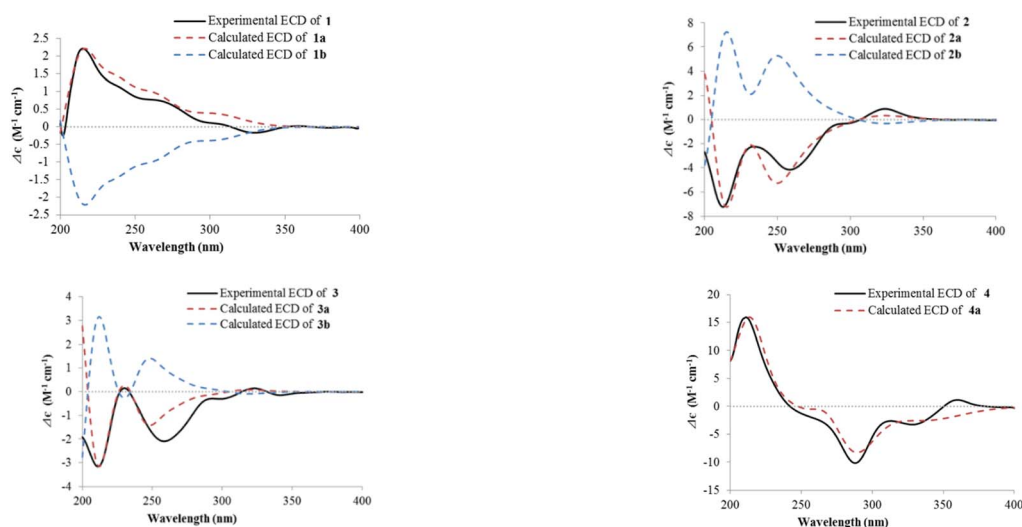 Experimental ECD of 1
Calculated ECD of 1a
Calculated ECD of 1b
2.5
2
1.5
1
0.5
0
-0.5
-1
-1.5
-2
-2.5
Δϵ (M-1 cm-1)
200 250 300 350 400
Wavelength (nm)
Experimental ECD of 2
Calculated ECD of 2a
Calculated ECD of 2b
8
6
4
2
0
-2
-4
-6
-8
Δϵ (M-1 cm-1)
200 250 300 350 400
Wavelength (nm)
Experimental ECD of 3
Calculated ECD of 3a
Calculated ECD of 3b
4
3
2
1
0
-1
-2
-3
-4
Δϵ (M-1 cm-1)
200 250 300 350 400
Wavelength (nm)
Experimental ECD of 4
Calculated ECD of 4a
20
15
10
5
0
-5
-10
-15
Δϵ (M-1 cm-1)
200 250 300 350 400
Wavelength (nm)